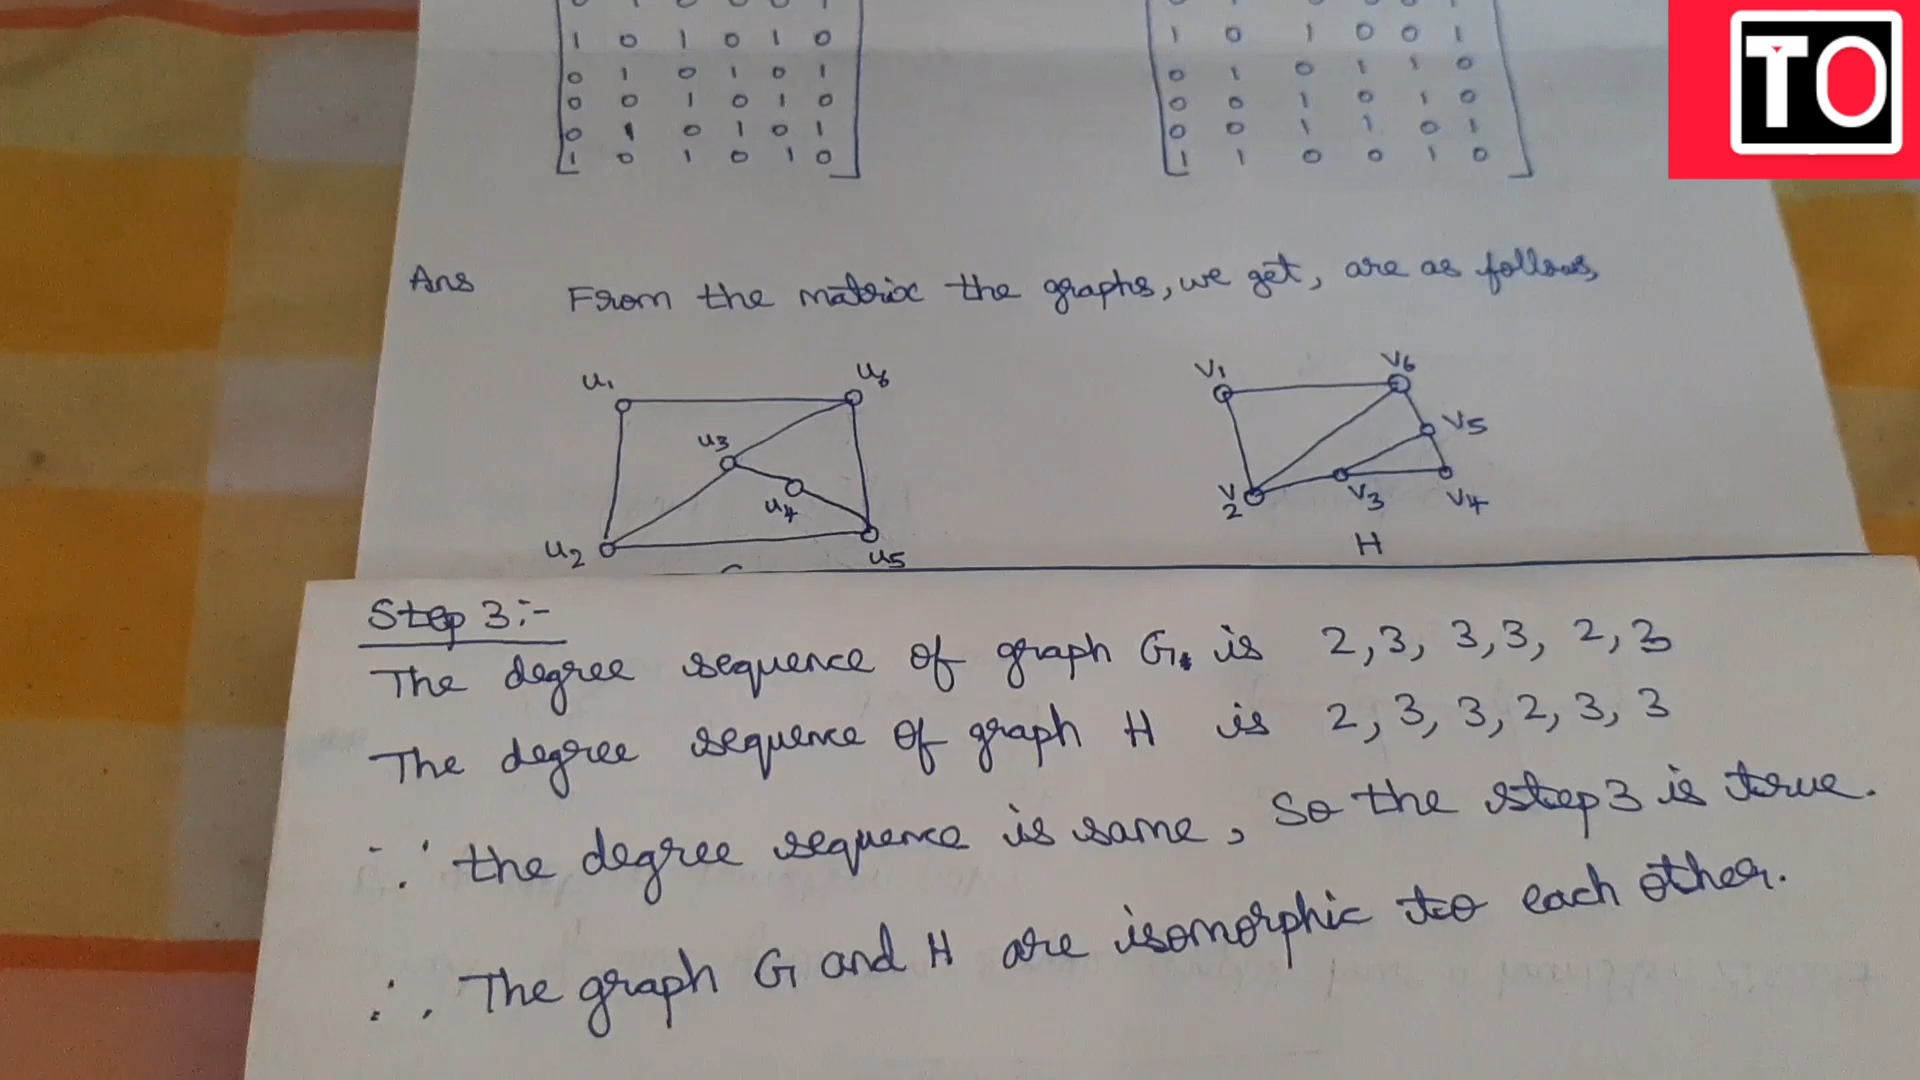 1 0 1 0 1 0
0 1 0 1 0 1
0 0 1 0 1 0
0 1 0 1 0 1
1 0 1 0 1 0
1 0 1 0 0 1
0 1 0 1 1 0
0 0 1 0 1 0
0 0 1 1 0 1
1 1 0 0 1 0
TO
Ans From the matrix the graphs, we get, are as follows,
u1 u6
u3
u4
u2 u5
V1 V6
V5
V2 V3 V4
H
Step 3:-
The degree sequence of graph G is 2, 3, 3, 3, 2, 3
The degree sequence of graph H is 2, 3, 3, 2, 3, 3
∴ the degree sequence is same, So the step 3 is true.
∴ The graph G and H are isomorphic to each other.